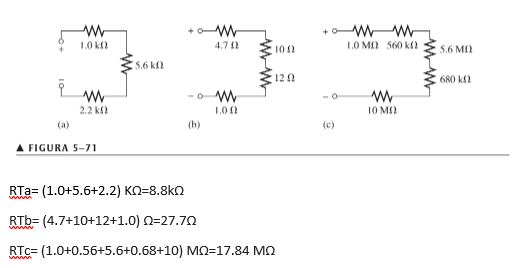 + +
1.0 kΩ 4.7 Ω 10 Ω 1.0 MΩ 560 kΩ 5.6 MΩ
5.6 kΩ 12 Ω 680 kΩ
2.2 kΩ 1.0 Ω 10 MΩ
(a) (b) (c)
▲ FIGURA 5–71
RTa= (1.0+5.6+2.2) KΩ=8.8kΩ
RTb= (4.7+10+12+1.0) Ω=27.7Ω
RTc= (1.0+0.56+5.6+0.68+10) MΩ=17.84 MΩ